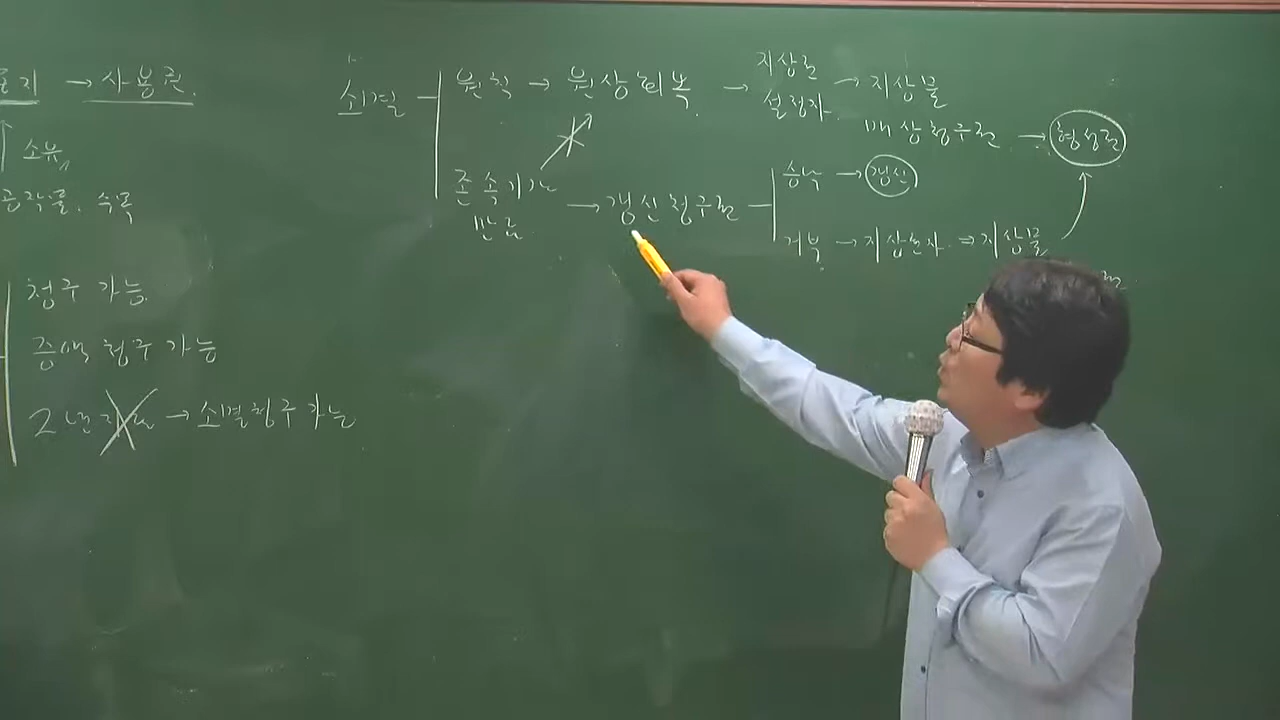 지 → 사용권
소유
공작물, 수목
청구 가능
증액 청구 가능
2년 → 소멸청구 가능
소멸
원칙 → 원상회복 → 지상권 설정자 → 지상물
매상청구권 → 형성권
존속기간
만료
→ 갱신청구권
승낙 → 갱신
거부 → 지상권자 ⇒ 지상물
권